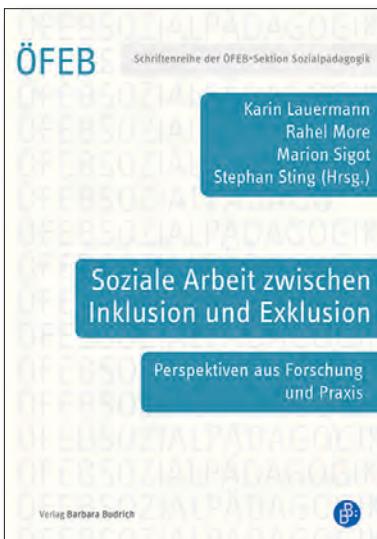 ÖFEB
Schriftenreihe der ÖFEB-Sektion Sozialpädagogik
Karin Lauermann
Rahel More
Marion Sigot
Stephan Sting (Hrsg.)
Soziale Arbeit zwischen
Inklusion und Exklusion
Perspektiven aus Forschung
und Praxis
Verlag Barbara Budrich